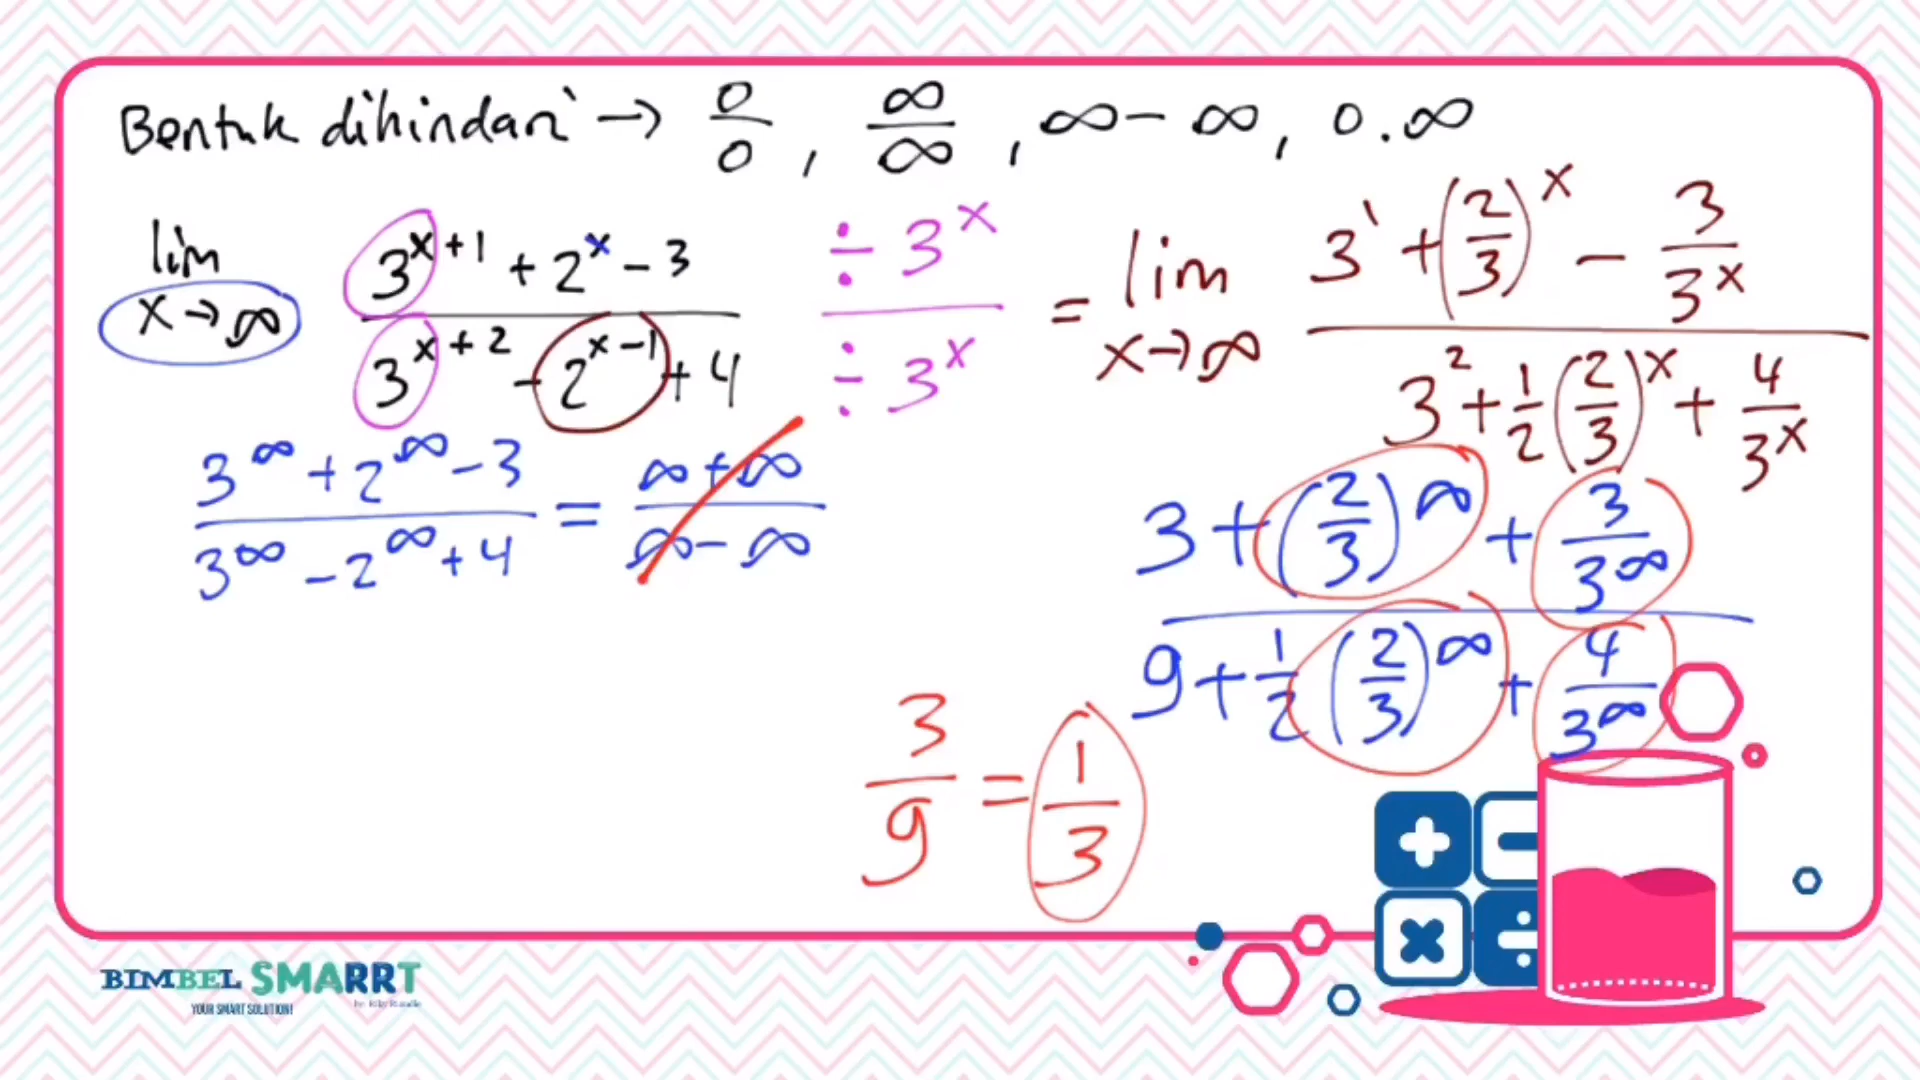 Bentuk dihindari → 0/0 , ∞/∞ , ∞ − ∞, 0 . ∞
lim x→∞ (3^(x+1) + 2^x − 3)/(3^(x+2) − 2^(x−1) + 4) (÷ 3^x)/(÷ 3^x) = lim x→∞ (3^1 + (2/3)^x − 3/3^x)/(3^2 + 1/2 (2/3)^x + 4/3^x)
(3^∞ + 2^∞ − 3)/(3^∞ − 2^∞ + 4) = (∞ + ∞)/(∞ − ∞)
(3 + (2/3)^∞ + 3/3^∞)/(9 + 1/2 (2/3)^∞ + 4/3^∞)
3/9 = 1/3
+ −
× ÷
BIMBEL SMARRT
YOUR SMART SOLUTION!